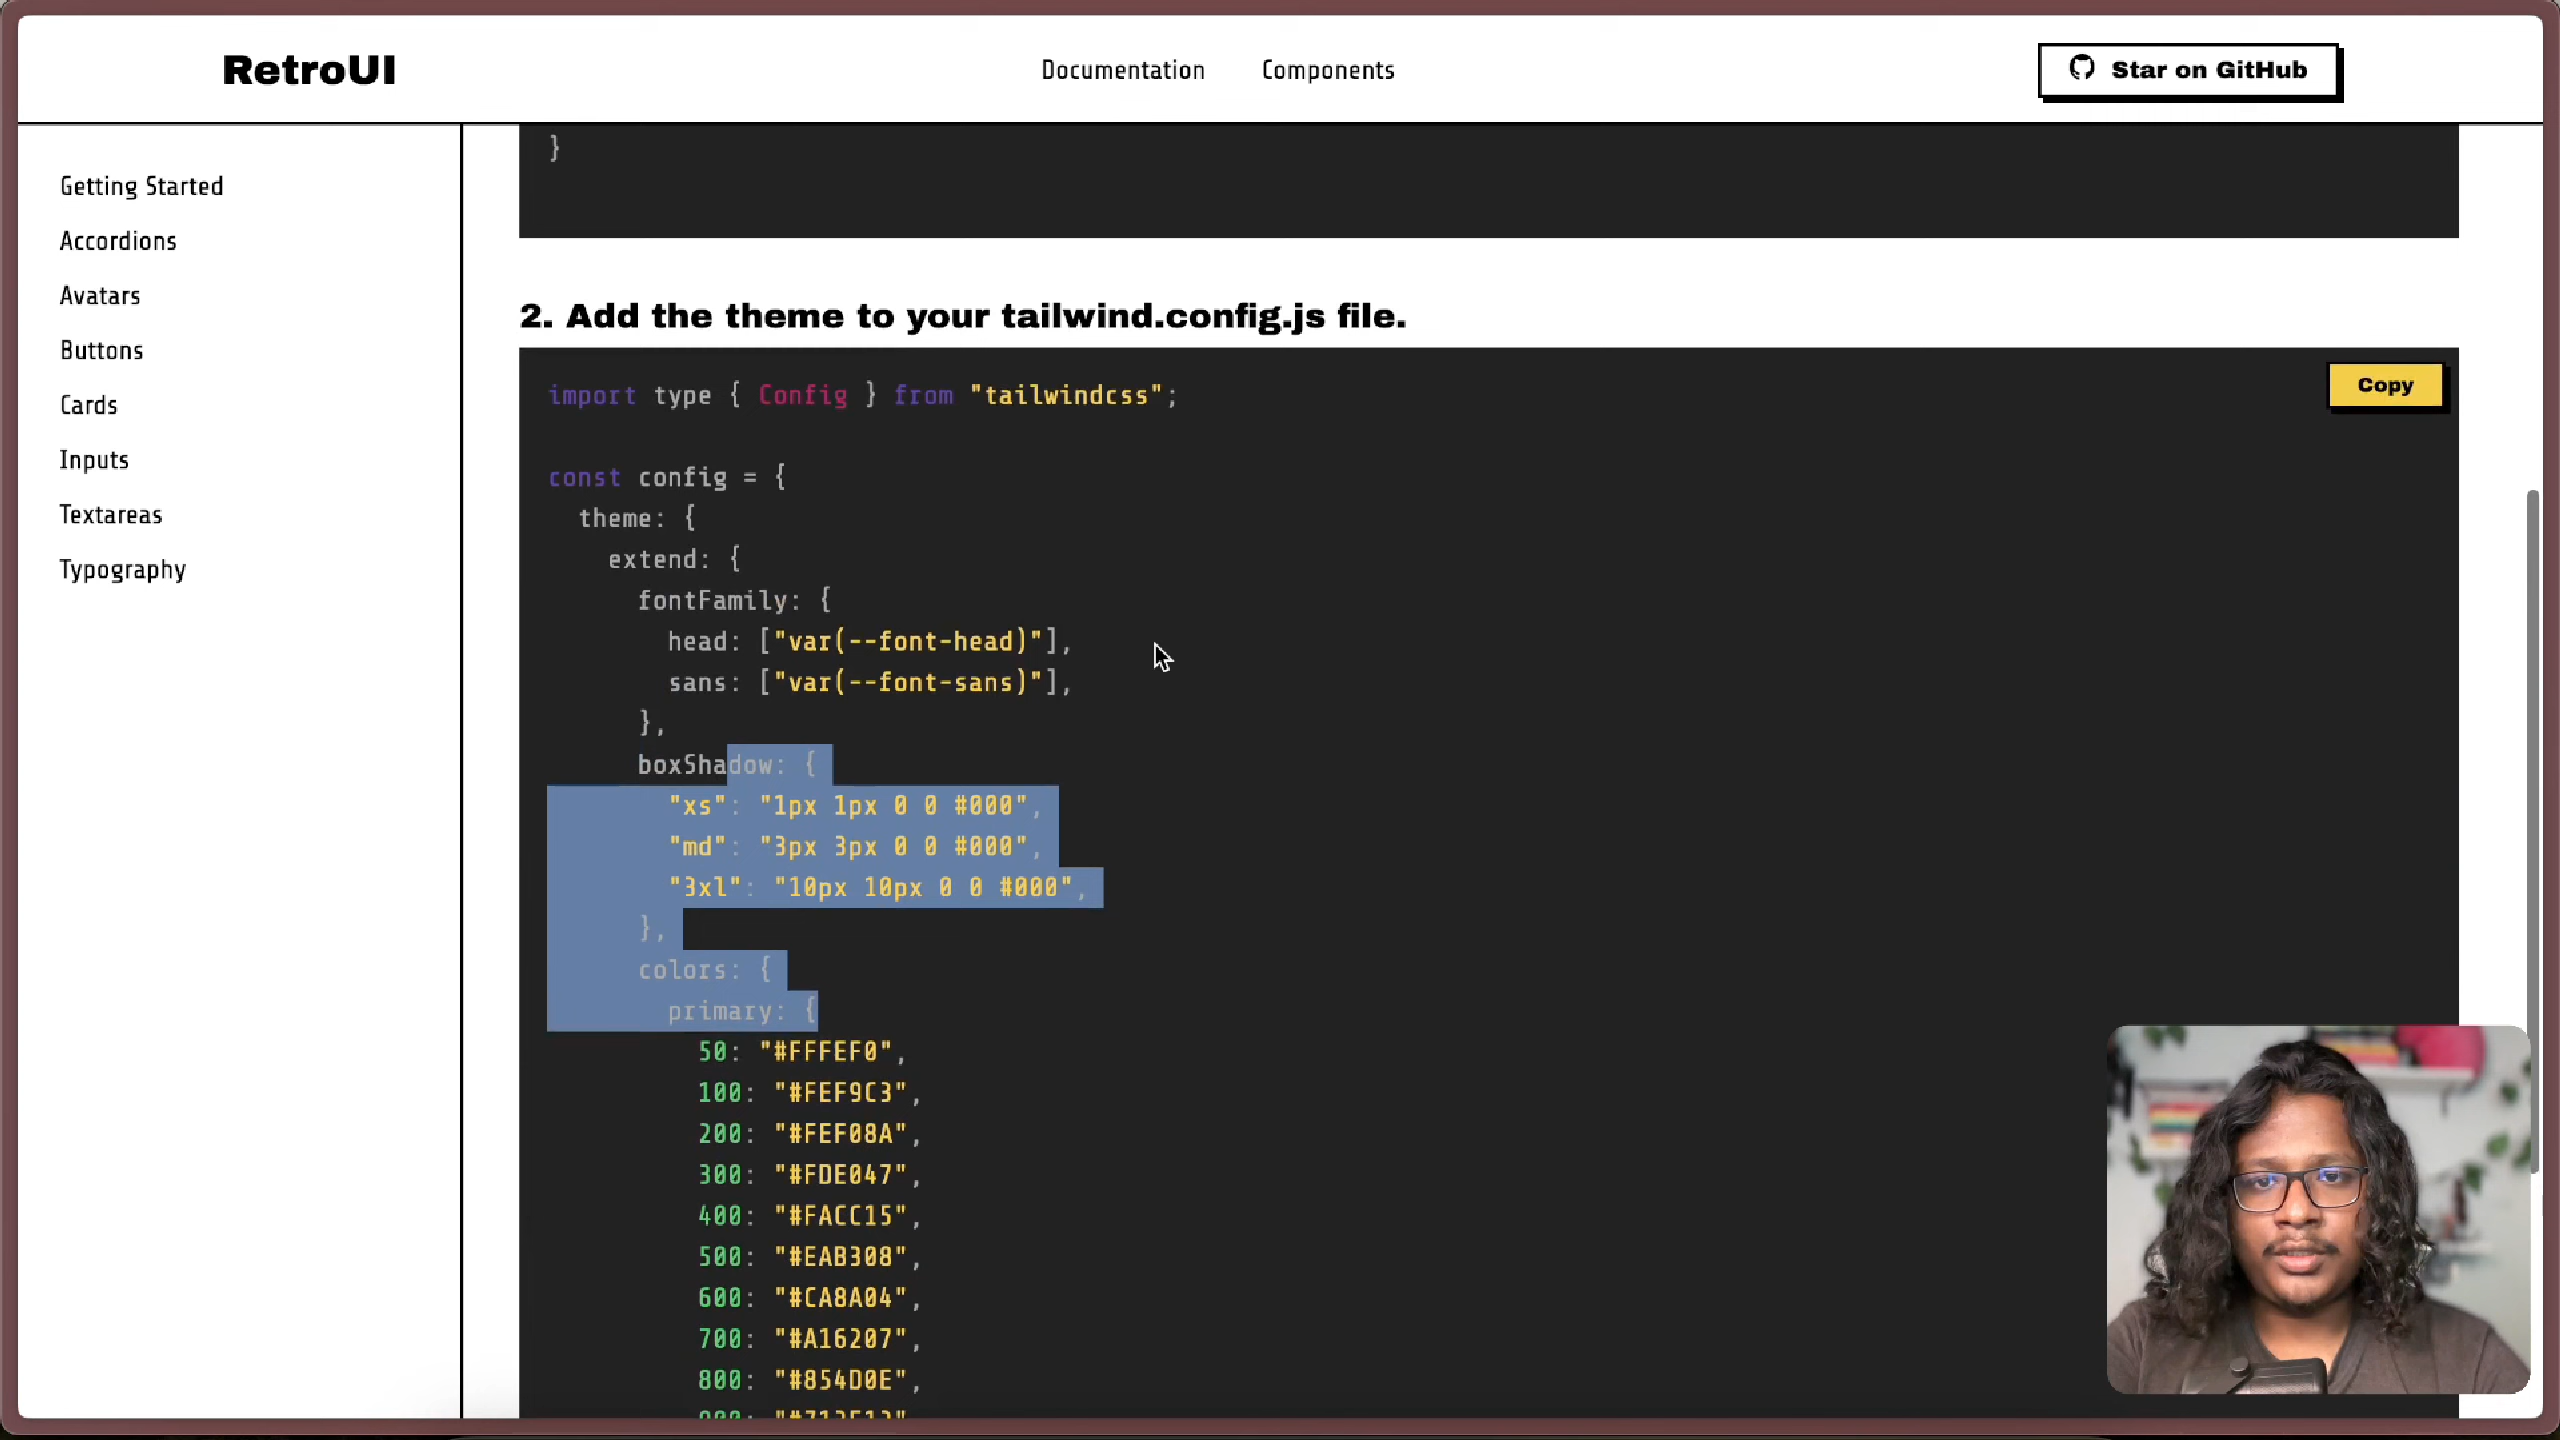 RetroUI
Documentation
Components
Star on GitHub
Getting Started
Accordions
Avatars
Buttons
Cards
Inputs
Textareas
Typography
}
2. Add the theme to your tailwind.config.js file.
Copy
import type { Config } from "tailwindcss";
const config = {
theme: {
extend: {
fontFamily: {
head: ["var(--font-head)"],
sans: ["var(--font-sans)"],
},
boxShadow: {
"xs": "1px 1px 0 0 #000",
"md": "3px 3px 0 0 #000",
"3xl": "10px 10px 0 0 #000",
},
colors: {
primary: {
50: "#FFFEF0",
100: "#FEF9C3",
200: "#FEF08A",
300: "#FDE047",
400: "#FACC15",
500: "#EAB308",
600: "#CA8A04",
700: "#A16207",
800: "#854D0E",